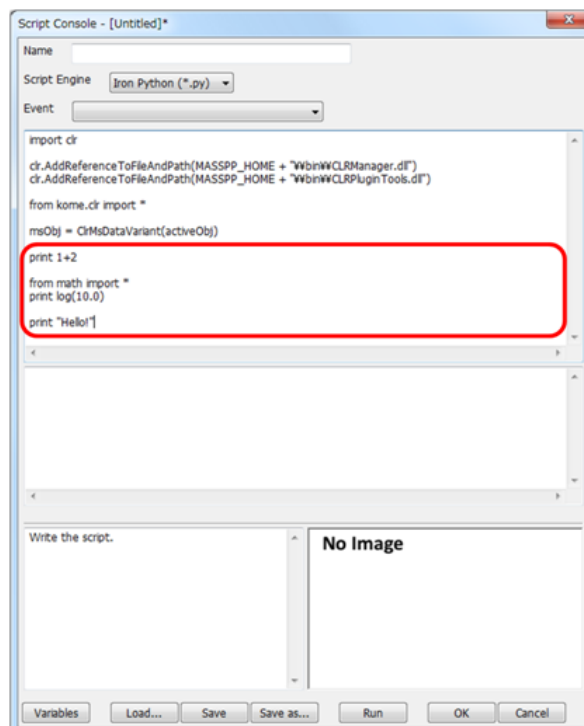 Script Console - [Untitled]*
Name
Script Engine Iron Python (*.py)
Event
import clr
clr.AddReferenceToFileAndPath(MASSPP_HOME + "¥¥bin¥¥CLRManager.dll")
clr.AddReferenceToFileAndPath(MASSPP_HOME + "¥¥bin¥¥CLRPluginTools.dll")
from kome.clr import *
msObj = ClrMsDataVariant(activeObj)
print 1+2
from math import *
print log(10.0)
print "Hello!"
Write the script.
No Image
Variables Load... Save Save as... Run OK Cancel